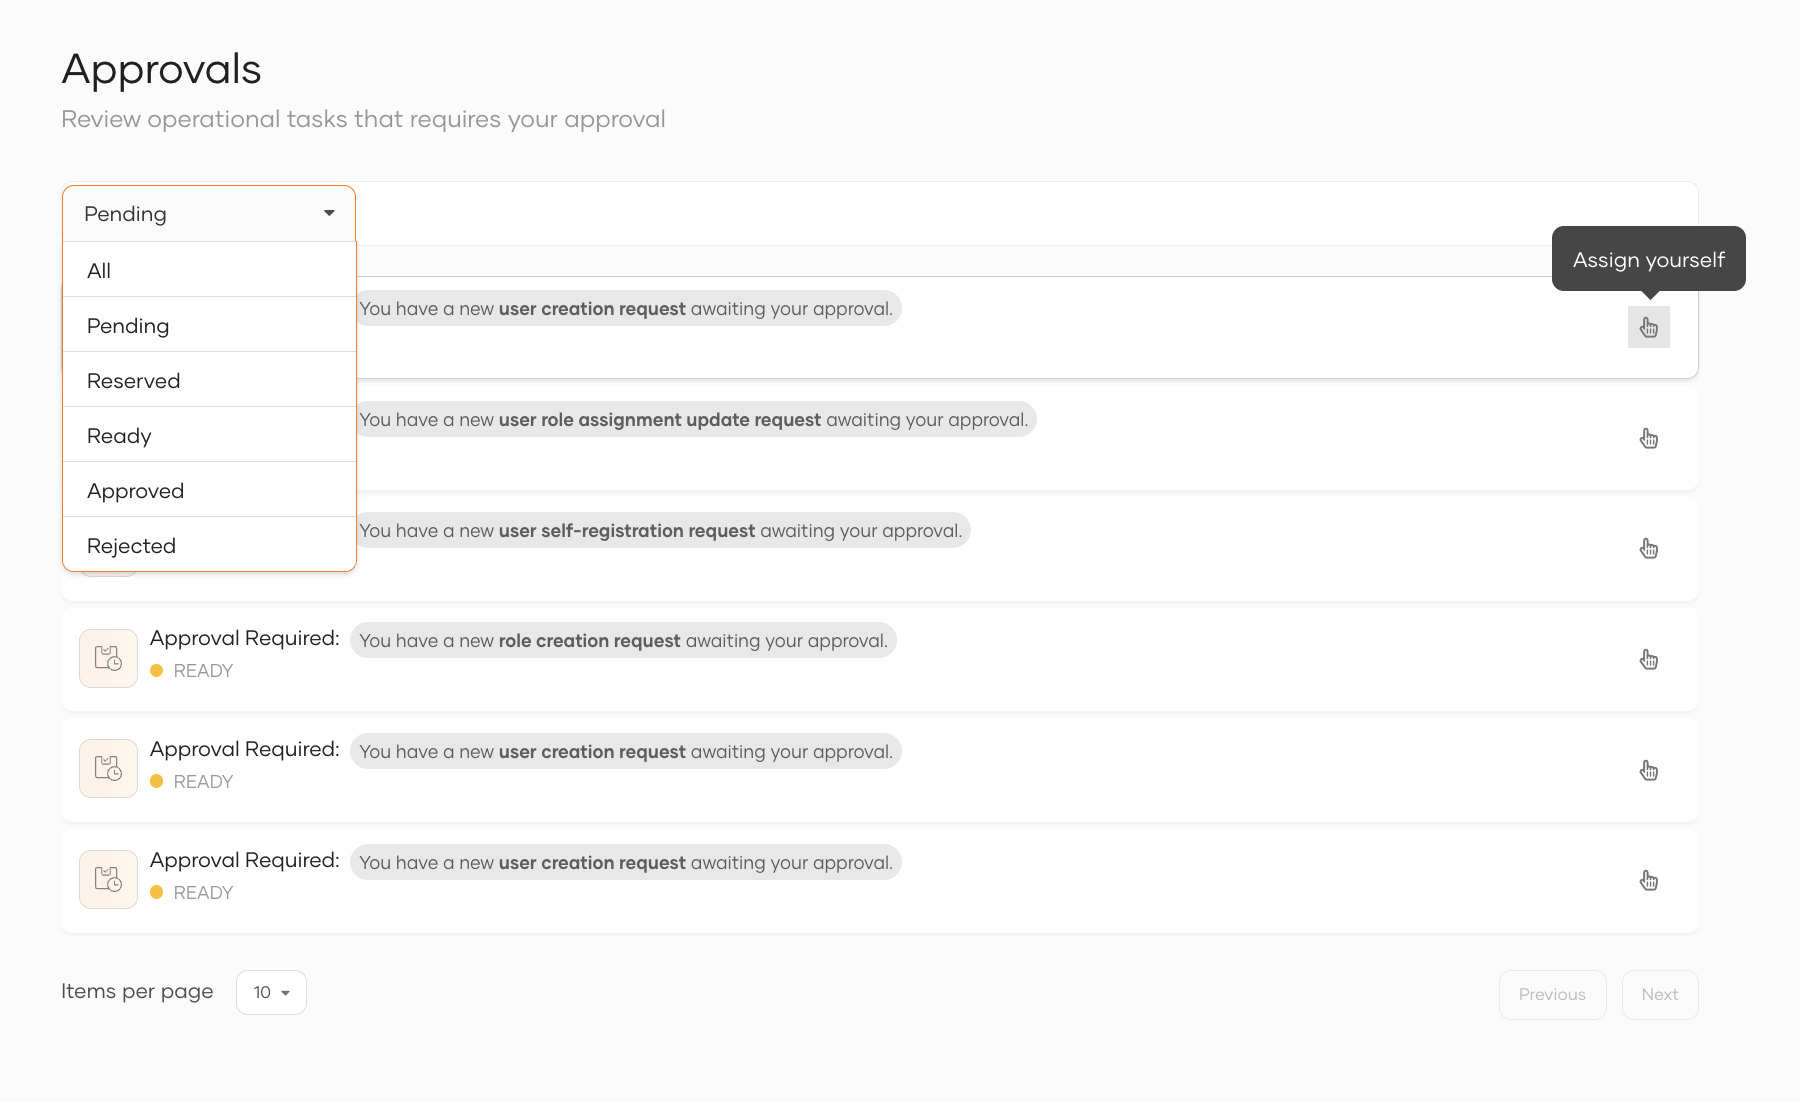 Approvals
Review operational tasks that requires your approval
Pending
All
Pending
Reserved
Ready
Approved
Rejected
Assign yourself
You have a new user creation request awaiting your approval.
You have a new user role assignment update request awaiting your approval.
You have a new user self-registration request awaiting your approval.
Approval Required: You have a new role creation request awaiting your approval.
READY
Approval Required: You have a new user creation request awaiting your approval.
READY
Approval Required: You have a new user creation request awaiting your approval.
READY
Items per page 10 Previous Next